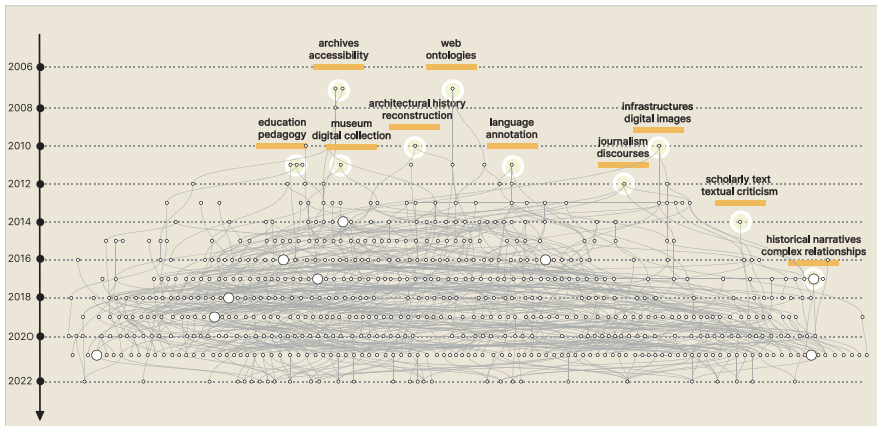 archives
accessibility
web
ontologies
2006
architectural history
reconstruction
infrastructures
digital images
2008
education
pedagogy
museum
digital collection
language
annotation
journalism
discourses
2010
scholarly text
textual criticism
2012
2014
historical narratives
complex relationships
2016
2018
2020
2022